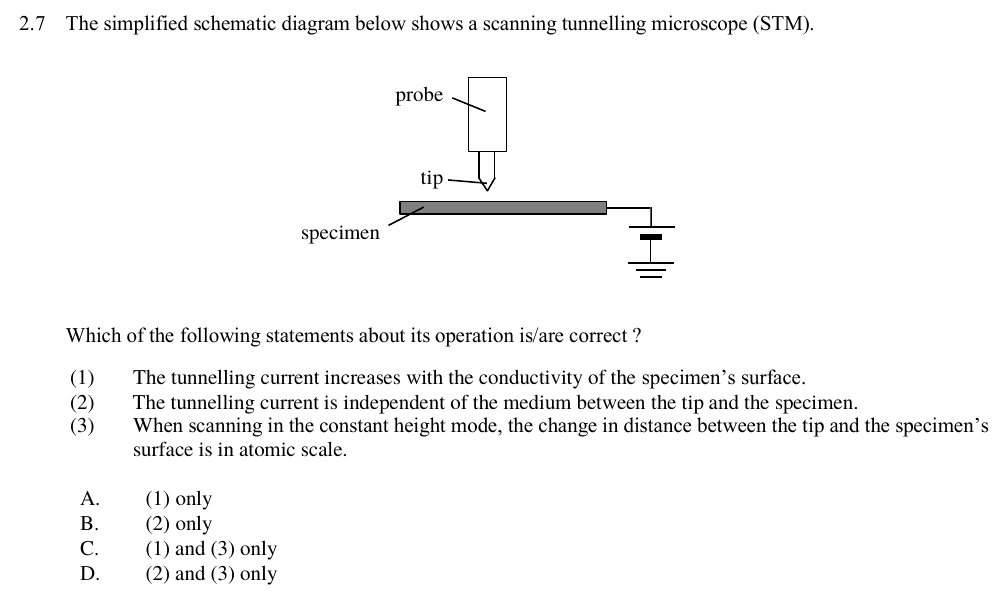 2.7 The simplified schematic diagram below shows a scanning tunnelling microscope (STM).
probe
tip
specimen
Which of the following statements about its operation is/are correct ?
(1) The tunnelling current increases with the conductivity of the specimen’s surface.
(2) The tunnelling current is independent of the medium between the tip and the specimen.
(3) When scanning in the constant height mode, the change in distance between the tip and the specimen’s
surface is in atomic scale.
A. (1) only
B. (2) only
C. (1) and (3) only
D. (2) and (3) only